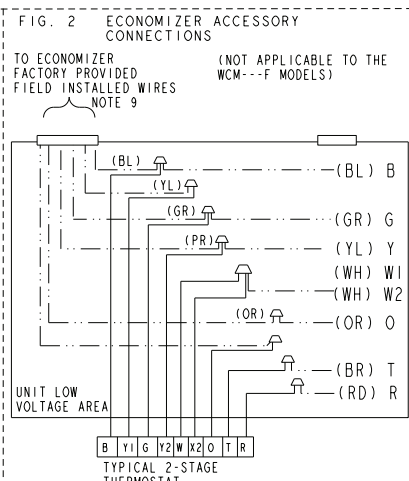 FIG. 2 ECONOMIZER ACCESSORY
CONNECTIONS
TO ECONOMIZER
FACTORY PROVIDED
FIELD INSTALLED WIRES
NOTE 9
(NOT APPLICABLE TO THE
WCM---F MODELS)
(BL)
(BL) B
(YL)
(GR)
(GR) G
(PR)
(YL) Y
(WH) W1
(WH) W2
(OR)
(OR) O
(BR) T
(RD) R
UNIT LOW
VOLTAGE AREA
B Y1 G Y2 W X2 O T R
TYPICAL 2-STAGE
THERMOSTAT